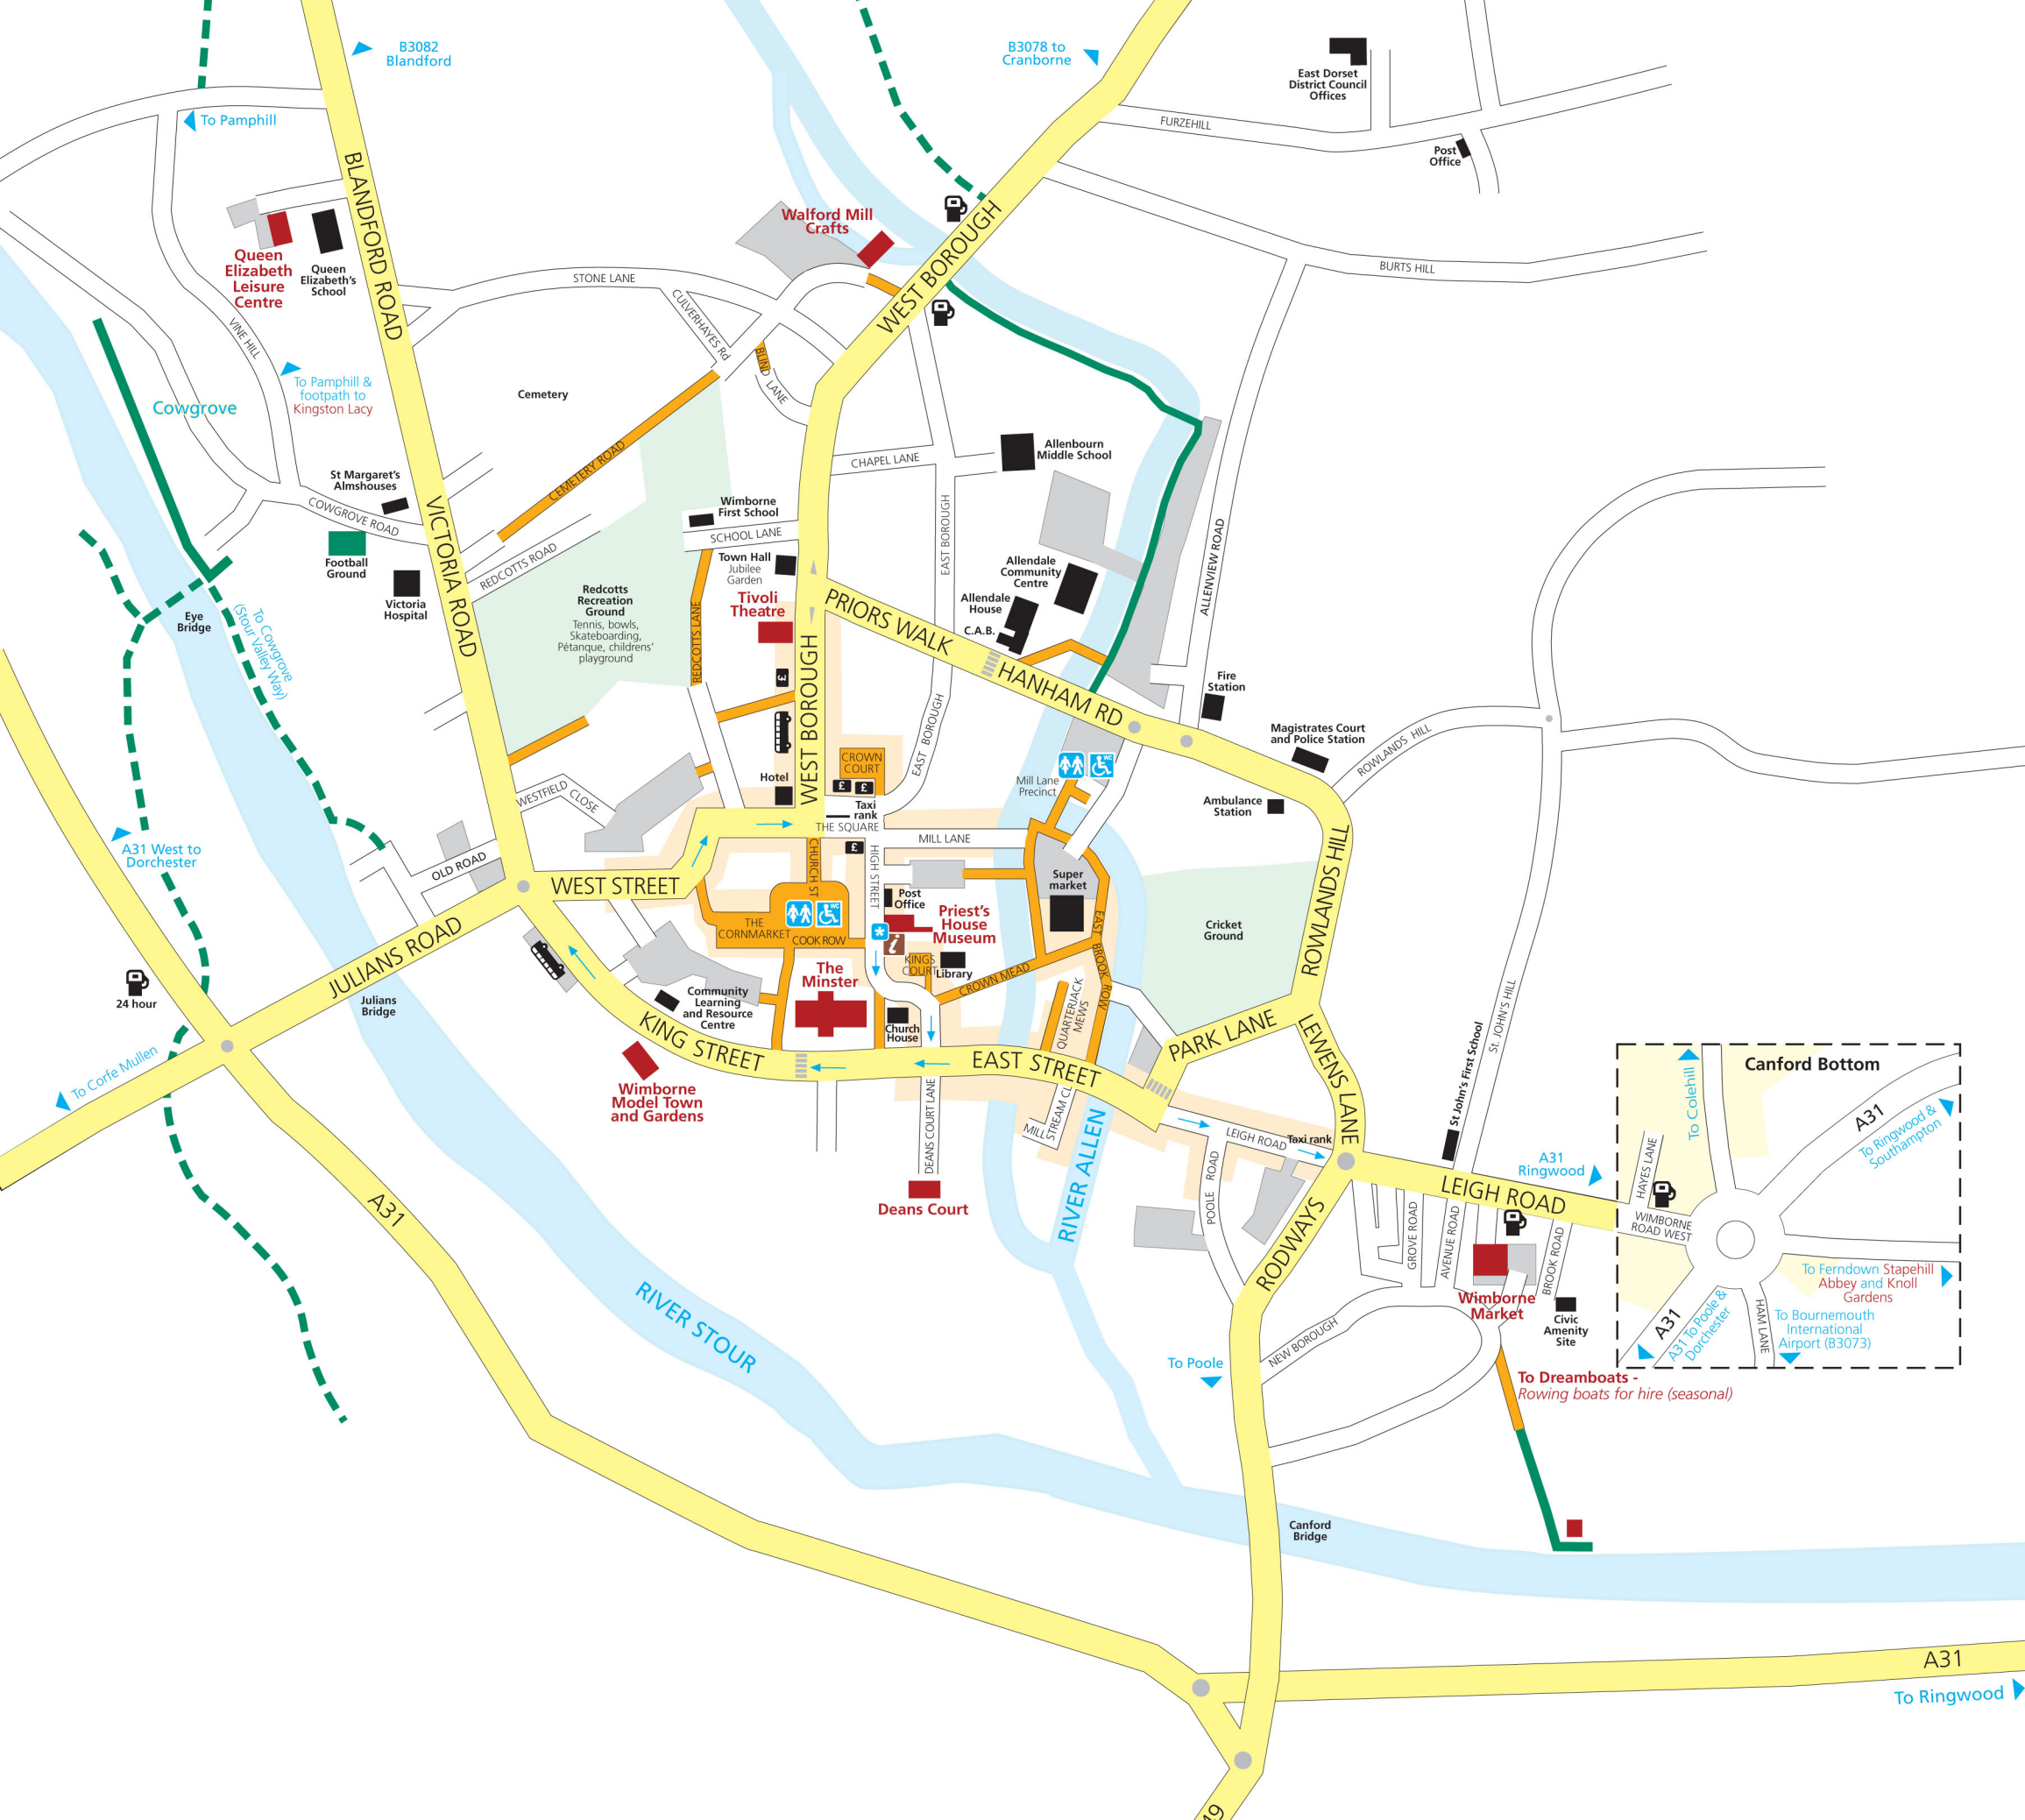 B3082
Blandford
B3078 to
Cranborne
East Dorset
District Council
Offices
To Pamphill
FURZEHILL
Post
Office
BLANDFORD ROAD
Walford Mill
Crafts
WEST BOROUGH
Queen
Elizabeth
Leisure
Centre
Queen
Elizabeth's
School
STONE LANE
BURTS HILL
CULVERHAYES Rd
VINE HILL
BLIND LANE
To Pamphill &
footpath to
Kingston Lacy
Cowgrove
Cemetery
CEMETERY ROAD
CHAPEL LANE
Allenbourn
Middle School
St Margaret's
Almshouses
COWGROVE ROAD
VICTORIA ROAD
Wimborne
First School
SCHOOL LANE
EAST BOROUGH
ALLENVIEW ROAD
Football
Ground
REDCOTTS ROAD
Town Hall
Jubilee
Garden
Allendale
Community
Centre
Victoria
Hospital
Redcotts
Recreation
Ground
Tennis, bowls,
Skateboarding,
Pétanque, childrens'
playground
REDCOTTS LANE
Tivoli
Theatre
PRIORS WALK
Allendale
House
C.A.B.
Eye
Bridge
To Cowgrove
(Stour Valley Way)
HANHAM RD
Fire
Station
£
WEST BOROUGH
EAST BOROUGH
Magistrates Court
and Police Station
ROWLANDS HILL
CROWN
COURT
WC
Hotel
£
£
Mill Lane
Precinct
WESTFIELD CLOSE
Taxi
rank
THE SQUARE
Ambulance
Station
MILL LANE
A31 West to
Dorchester
£
CHURCH ST
HIGH STREET
OLD ROAD
WEST STREET
Super
market
ROWLANDS HILL
Post
Office
WC
THE
CORNMARKET
COOK ROW
*
i
Priest's
House
Museum
EAST BROOK ROW
Cricket
Ground
JULIANS ROAD
KINGS
COURT
Library
CROWN MEAD
The
Minster
24 hour
Julians
Bridge
Community
Learning
and Resource
Centre
Church
House
QUARTERJACK
MEWS
St. JOHN'S HILL
KING STREET
EAST STREET
PARK LANE
LEWENS LANE
St John's First School
To Corfe Mullen
Wimborne
Model Town
and Gardens
DEANS COURT LANE
MILL STREAM CL
LEIGH ROAD
Taxi rank
Canford Bottom
To Colehill
A31
To Ringwood &
Southampton
HAYES LANE
A31
Ringwood
POOLE ROAD
RIVER ALLEN
LEIGH ROAD
Deans Court
A31
RODWAYS
GROVE ROAD
AVENUE ROAD
BROOK ROAD
WIMBORNE
ROAD WEST
To Ferndown Stapehill
Abbey and Knoll
Gardens
Wimborne
Market
Civic
Amenity
Site
A31
A31 To Poole &
Dorchester
HAM LANE
To Bournemouth
International
Airport (B3073)
RIVER STOUR
NEW BOROUGH
To Poole
To Dreamboats -
Rowing boats for hire (seasonal)
Canford
Bridge
A31
To Ringwood